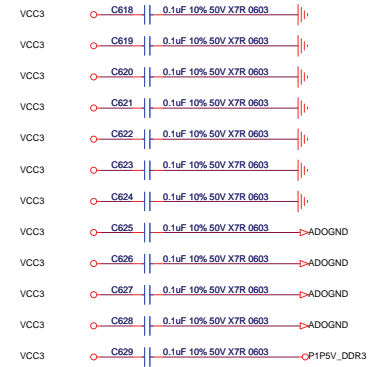 VCC3 C618 0.1uF 10% 50V X7R 0603
VCC3 C619 0.1uF 10% 50V X7R 0603
VCC3 C620 0.1uF 10% 50V X7R 0603
VCC3 C621 0.1uF 10% 50V X7R 0603
VCC3 C622 0.1uF 10% 50V X7R 0603
VCC3 C623 0.1uF 10% 50V X7R 0603
VCC3 C624 0.1uF 10% 50V X7R 0603
VCC3 C625 0.1uF 10% 50V X7R 0603 ADOGND
VCC3 C626 0.1uF 10% 50V X7R 0603 ADOGND
VCC3 C627 0.1uF 10% 50V X7R 0603 ADOGND
VCC3 C628 0.1uF 10% 50V X7R 0603 ADOGND
VCC3 C629 0.1uF 10% 50V X7R 0603 P1P5V_DDR3